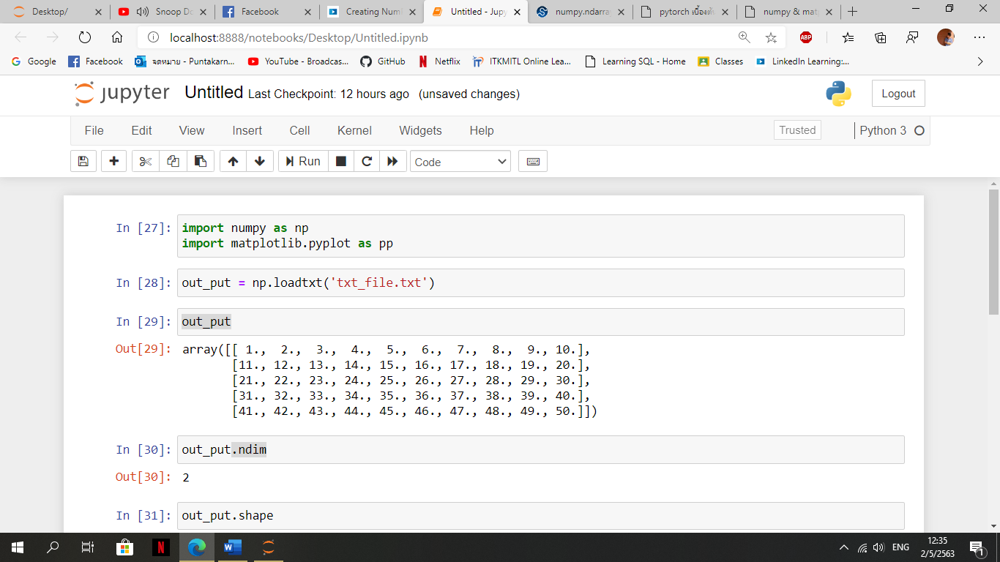 Desktop/
Snoop Do
Facebook
Creating Numi
Untitled - Jupy
numpy.ndarray
pytorch เบื้องต้น
numpy & mat
localhost:8888/notebooks/Desktop/Untitled.ipynb
ABP
Google
Facebook
จดหมาย - Puntakarn...
YouTube - Broadcas...
GitHub
Netflix
ITKMITL Online Lea...
Learning SQL - Home
Classes
LinkedIn Learning:...
jupyter Untitled Last Checkpoint: 12 hours ago (unsaved changes)
Logout
File Edit View Insert Cell Kernel Widgets Help
Trusted
Python 3
Run
Code
In [27]: import numpy as np
import matplotlib.pyplot as pp
In [28]: out_put = np.loadtxt('txt_file.txt')
In [29]: out_put
Out[29]: array([[ 1.,  2.,  3.,  4.,  5.,  6.,  7.,  8.,  9., 10.],
[11., 12., 13., 14., 15., 16., 17., 18., 19., 20.],
[21., 22., 23., 24., 25., 26., 27., 28., 29., 30.],
[31., 32., 33., 34., 35., 36., 37., 38., 39., 40.],
[41., 42., 43., 44., 45., 46., 47., 48., 49., 50.]])
In [30]: out_put.ndim
Out[30]: 2
In [31]: out_put.shape
ENG
12:35
2/5/2563
1